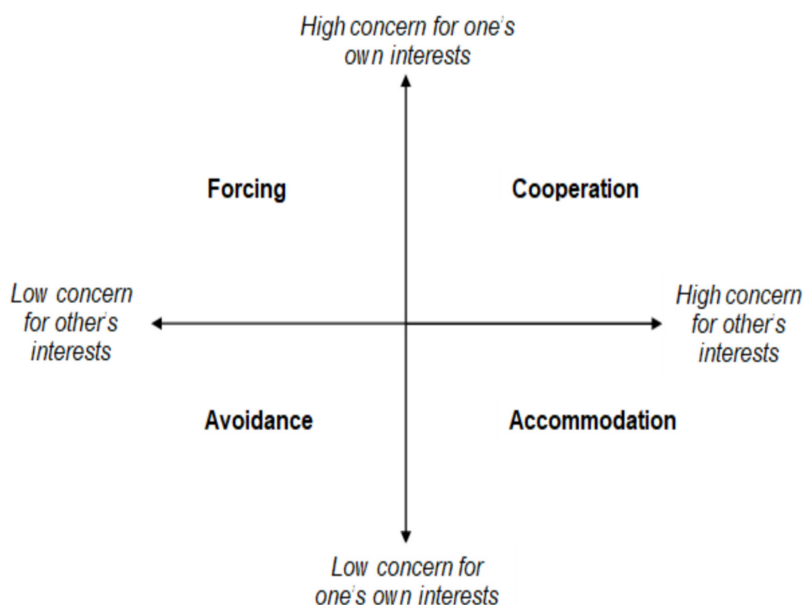 High concern for one's
own interests
Forcing
Cooperation
Low concern
for other's
interests
High concern
for other's
interests
Avoidance
Accommodation
Low concern for
one's own interests